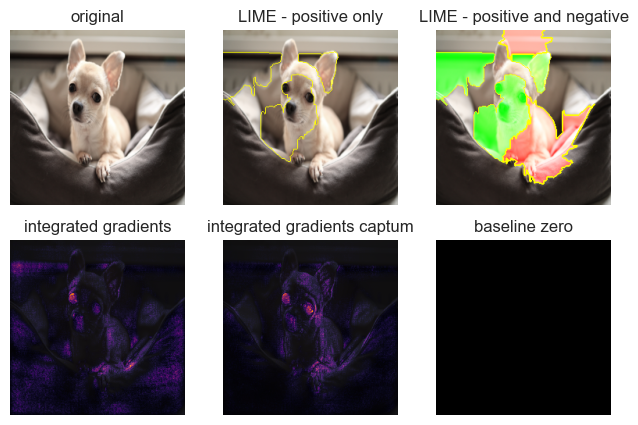 original
LIME - positive only
LIME - positive and negative
integrated gradients
integrated gradients captum
baseline zero